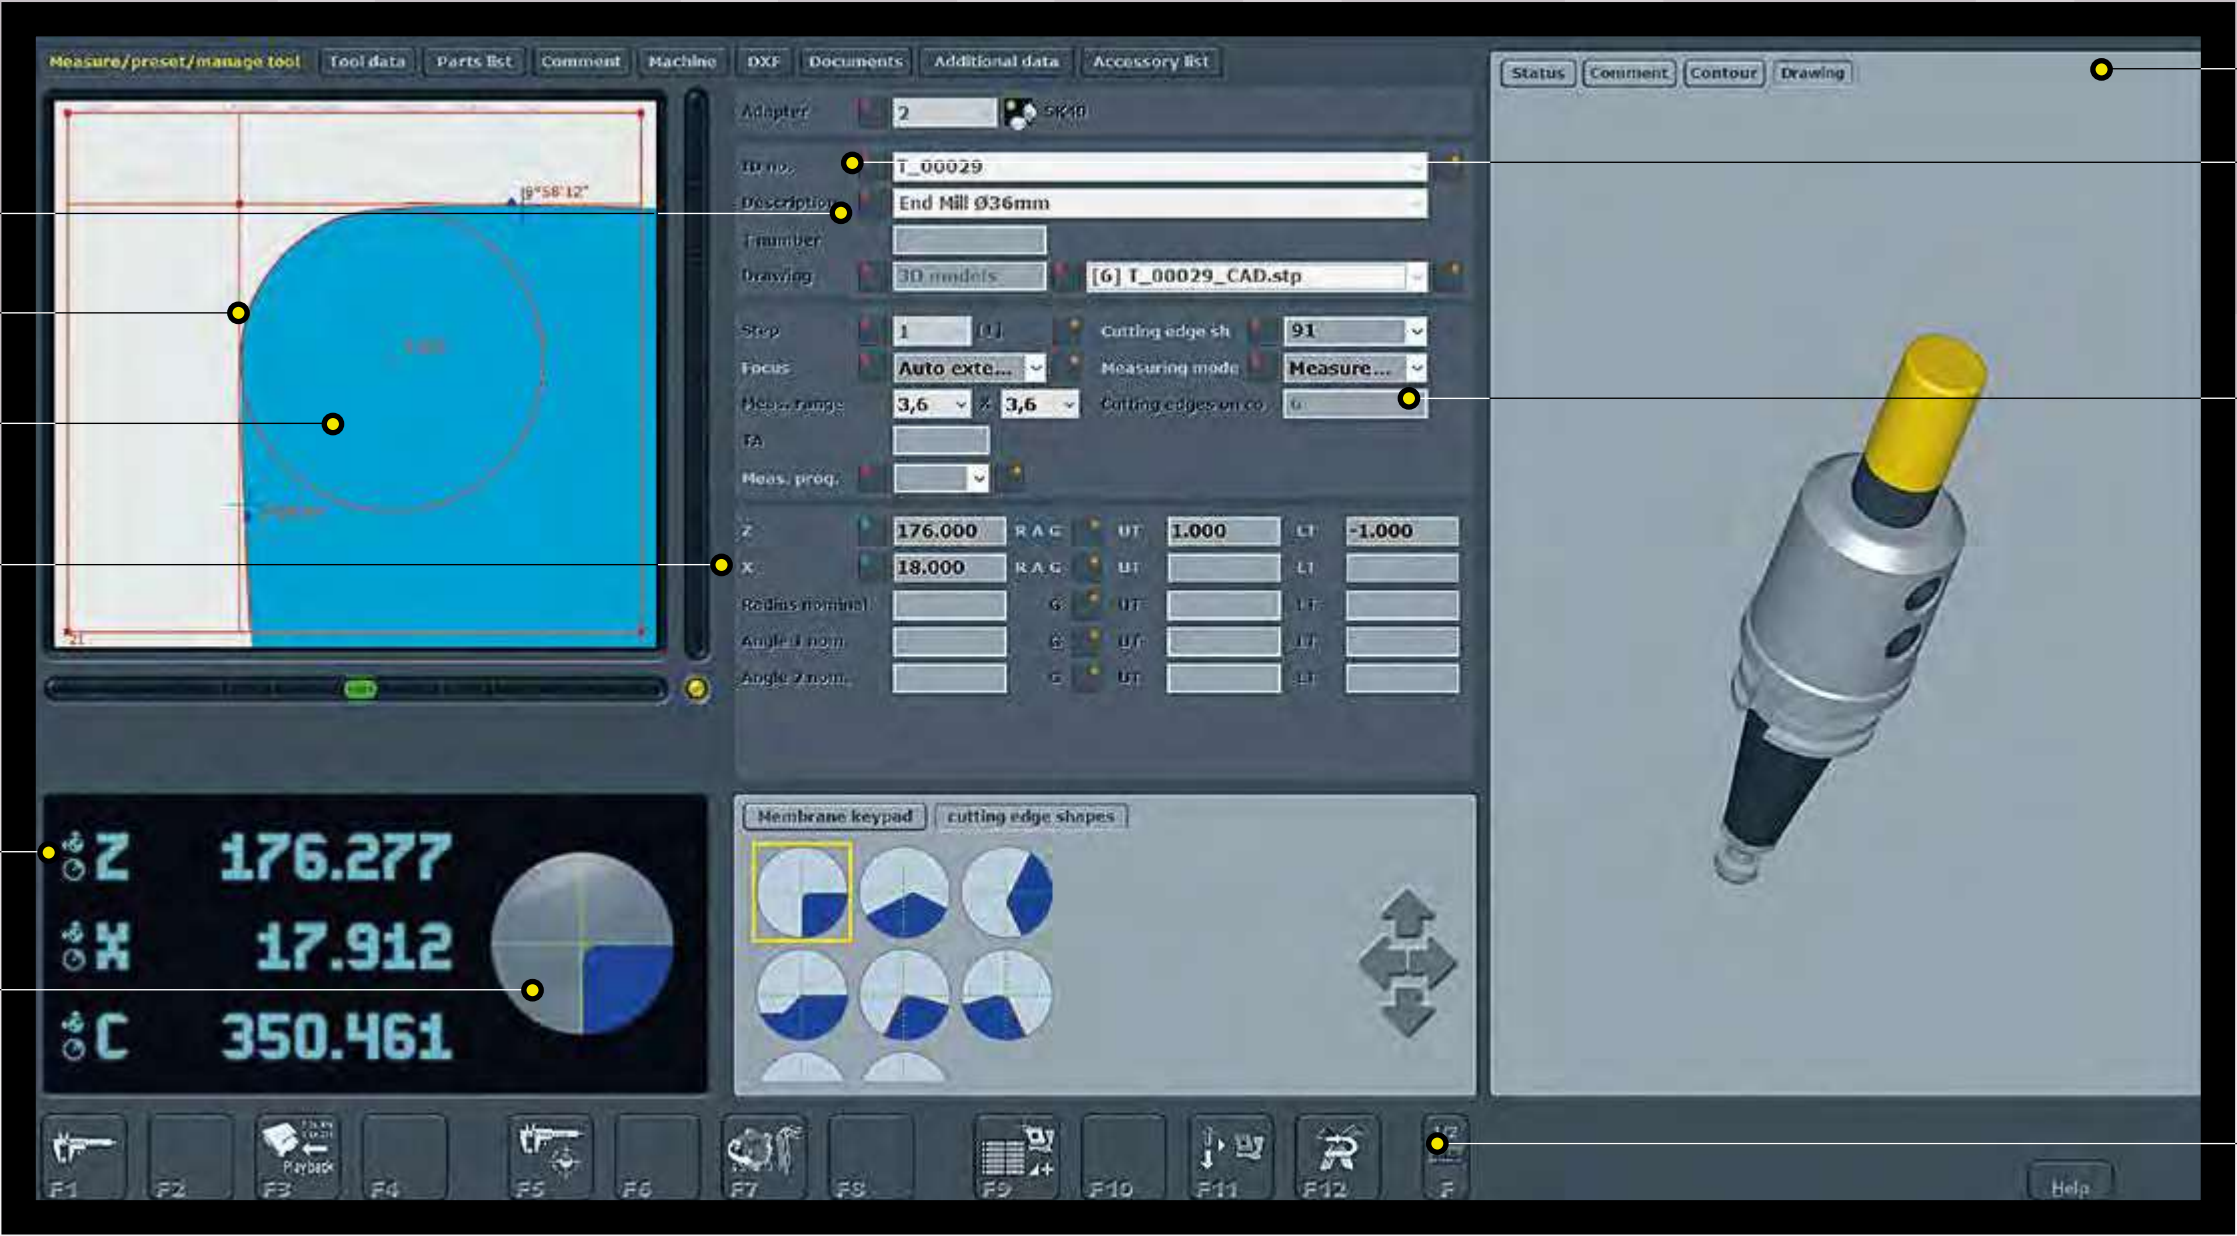 Measure/preset/manage tool Tool data Parts list Comment Machine DXF Documents Additional data Accessory list
Status Comment Contour Drawing
Adapter 2 SK40
ID no. T_00029
Description End Mill Ø36mm
T number
Drawing 3D models [6] T_00029_CAD.stp
Step 1 [1] Cutting edge sh 91
Focus Auto exte... Measuring mode Measure...
Meas. range 3,6 X 3,6 Cutting edges on co 6
TA
Meas. prog.
Z 176.000 R A G UT 1.000 LT -1.000
X 18.000 R A G UT LT
Radius nominal G UT LT
Angle 1 nom. G UT LT
Angle 2 nom. G UT LT
21
Z 176.277
X 17.912
C 350.461
Membrane keypad cutting edge shapes
Playback
F1 F2 F3 F4 F5 F6 F7 F8 F9 F10 F11 F12 F
1/2
Help